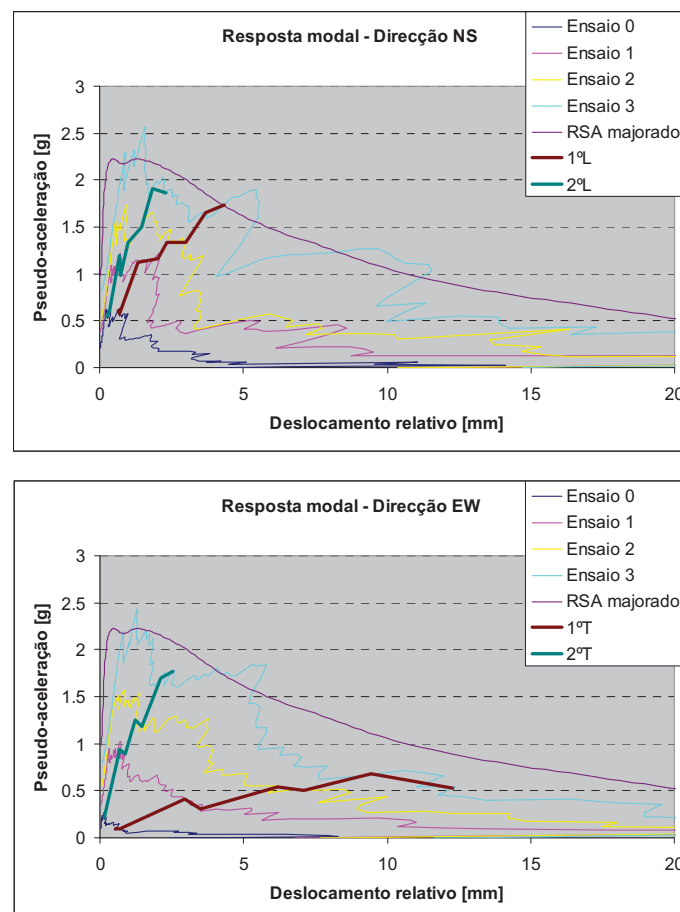 Resposta modal - Direcção NS
Ensaio 0
Ensaio 1
Ensaio 2
Ensaio 3
RSA majorado
1ºL
2ºL
Pseudo-aceleração [g]
3
2.5
2
1.5
1
0.5
0
0 5 10 15 20
Deslocamento relativo [mm]
Resposta modal - Direcção EW
Ensaio 0
Ensaio 1
Ensaio 2
Ensaio 3
RSA majorado
1ºT
2ºT
Pseudo-aceleração [g]
3
2.5
2
1.5
1
0.5
0
0 5 10 15 20
Deslocamento relativo [mm]